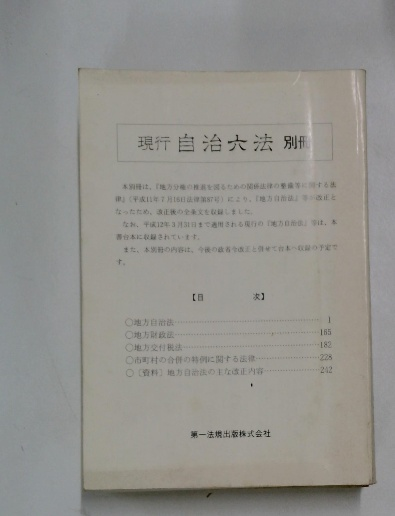 現行 自治六法 別冊
本別冊は、『地方分権の推進を図るための関係法律の整備等に関する法
律』(平成11年7月16日法律第87号)により、『地方自治法』等が改正と
なったため、改正後の全条文を収録しました。
なお、平成12年3月31日まで適用される現行の『地方自治法』等は、本
書台本に収録されています。
また、本別冊の内容は、今後の政省令改正と併せて台本へ収録の予定で
す。
【目 次】
○地方自治法 1
○地方財政法 165
○地方交付税法 182
○市町村の合併の特例に関する法律 228
○〔資料〕地方自治法の主な改正内容 242
第一法規出版株式会社